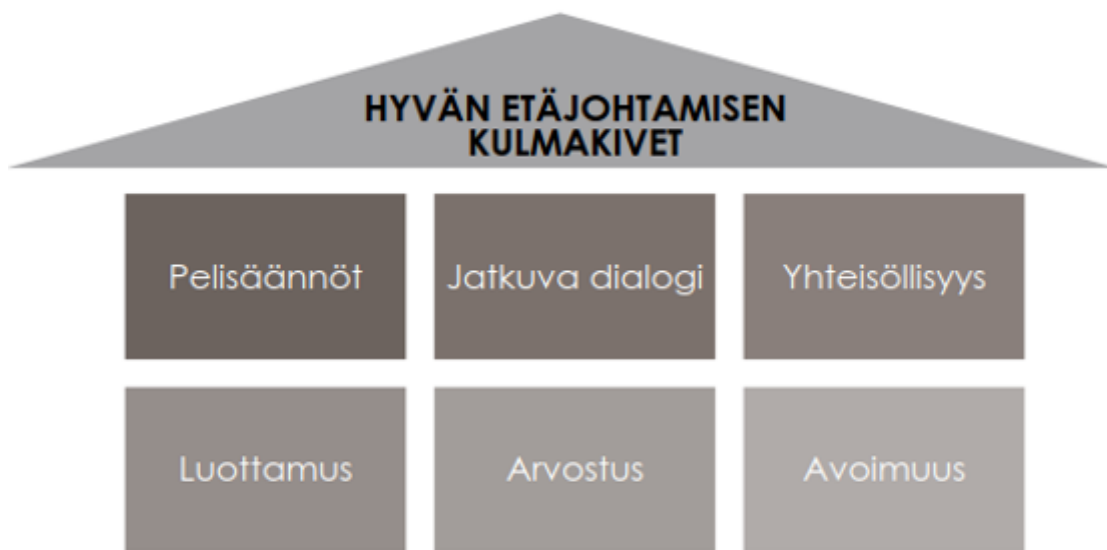 HYVÄN ETÄJOHTAMISEN
KULMAKIVET
Pelisäännöt
Jatkuva dialogi
Yhteisöllisyys
Luottamus
Arvostus
Avoimuus